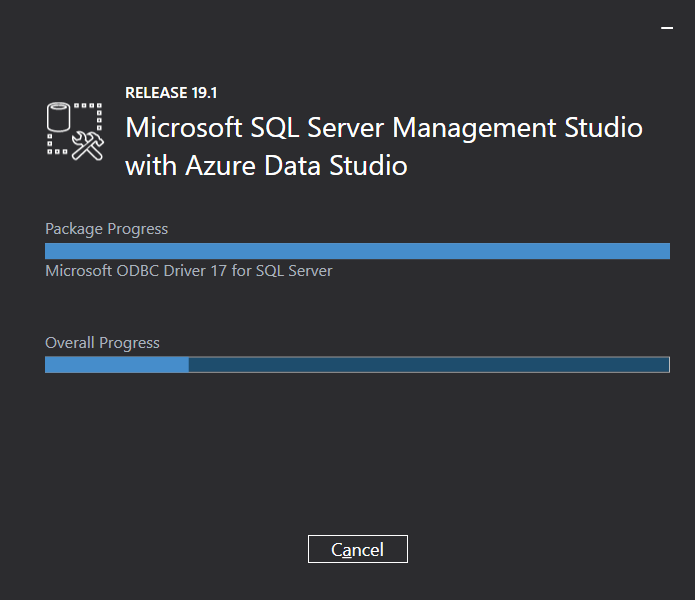 RELEASE 19.1
Microsoft SQL Server Management Studio
with Azure Data Studio
Package Progress
Microsoft ODBC Driver 17 for SQL Server
Overall Progress
Cancel